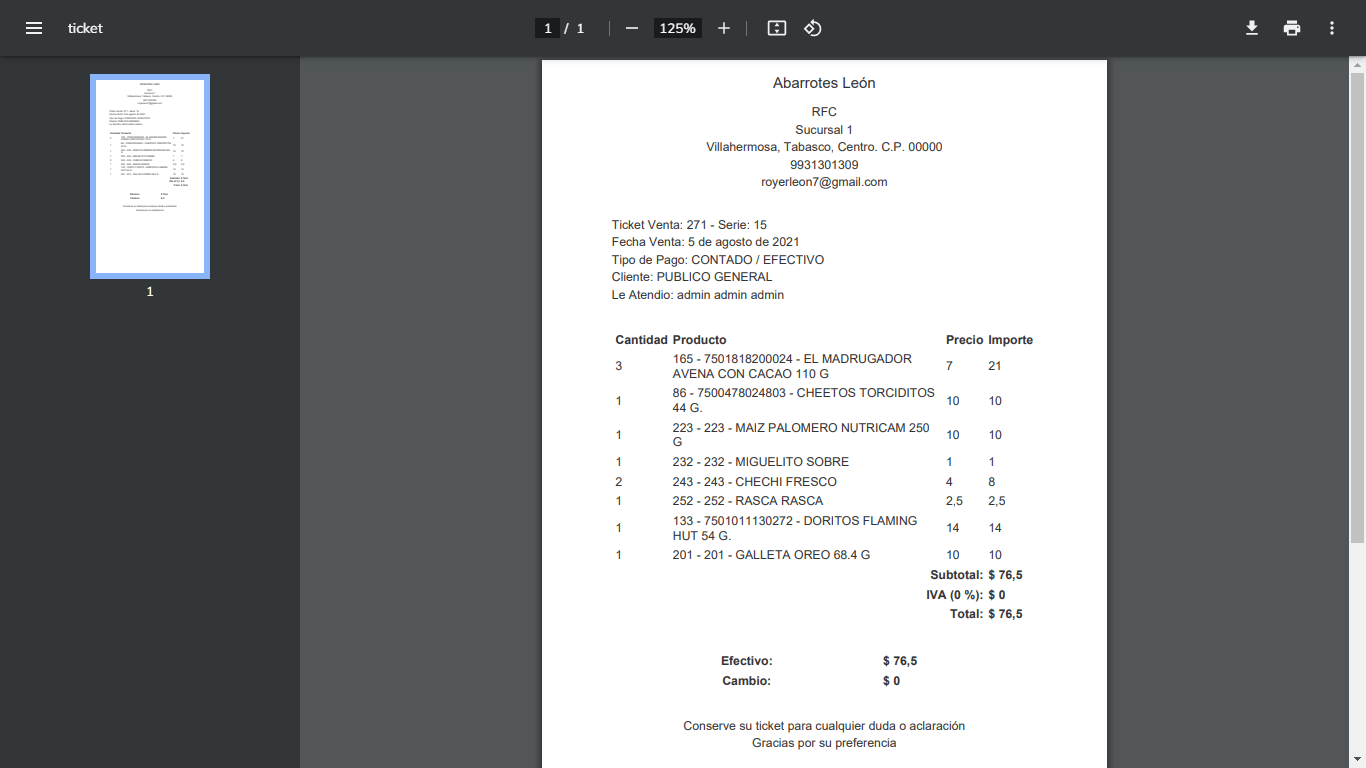 ticket
1 / 1
125%
Abarrotes León
RFC
Sucursal 1
Villahermosa, Tabasco, Centro. C.P. 00000
9931301309
royerleon7@gmail.com
Ticket Venta: 271 - Serie: 15
Fecha Venta: 5 de agosto de 2021
Tipo de Pago: CONTADO / EFECTIVO
Cliente: PUBLICO GENERAL
Le Atendio: admin admin admin
Cantidad Producto Precio Importe
3 165 - 7501818200024 - EL MADRUGADOR 7 21
AVENA CON CACAO 110 G
1 86 - 7500478024803 - CHEETOS TORCIDITOS 10 10
44 G.
1 223 - 223 - MAIZ PALOMERO NUTRICAM 250 10 10
G
1 232 - 232 - MIGUELITO SOBRE 1 1
2 243 - 243 - CHECHI FRESCO 4 8
1 252 - 252 - RASCA RASCA 2,5 2,5
1 133 - 7501011130272 - DORITOS FLAMING 14 14
HUT 54 G.
1 201 - 201 - GALLETA OREO 68.4 G 10 10
Subtotal: $ 76,5
IVA (0 %): $ 0
Total: $ 76,5
Efectivo: $ 76,5
Cambio: $ 0
Conserve su ticket para cualquier duda o aclaración
Gracias por su preferencia
1